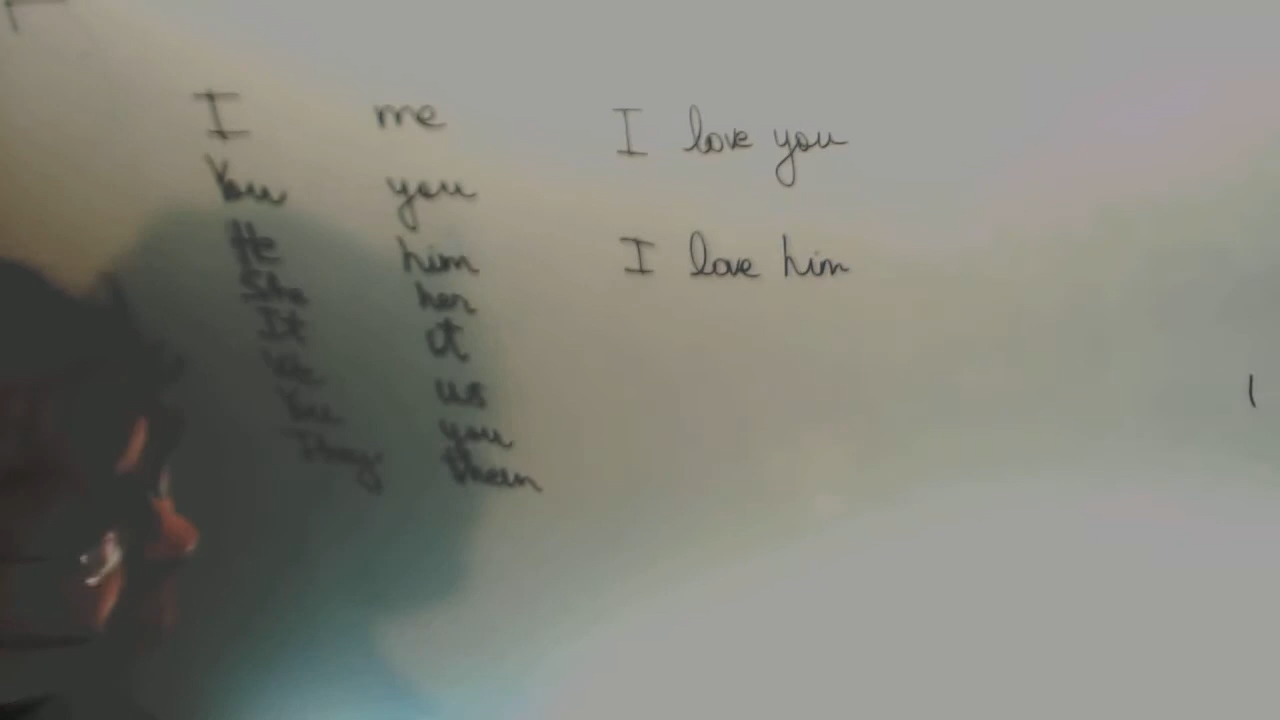 I me I love you
You you
He him I love him
She her
It it
We us
You you
They them